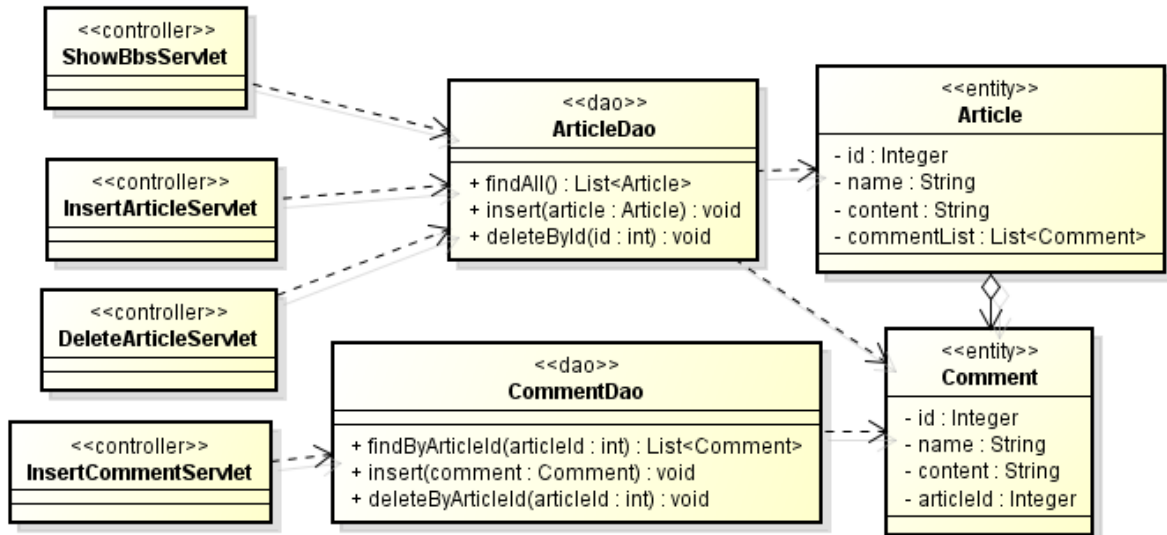 <<controller>>
ShowBbsServlet
<<controller>>
InsertArticleServlet
<<controller>>
DeleteArticleServlet
<<controller>>
InsertCommentServlet
<<dao>>
ArticleDao
+ findAll() : List<Article>
+ insert(article : Article) : void
+ deleteById(id : int) : void
<<dao>>
CommentDao
+ findByArticleId(articleId : int) : List<Comment>
+ insert(comment : Comment) : void
+ deleteByArticleId(articleId : int) : void
<<entity>>
Article
- id : Integer
- name : String
- content : String
- commentList : List<Comment>
<<entity>>
Comment
- id : Integer
- name : String
- content : String
- articleId : Integer